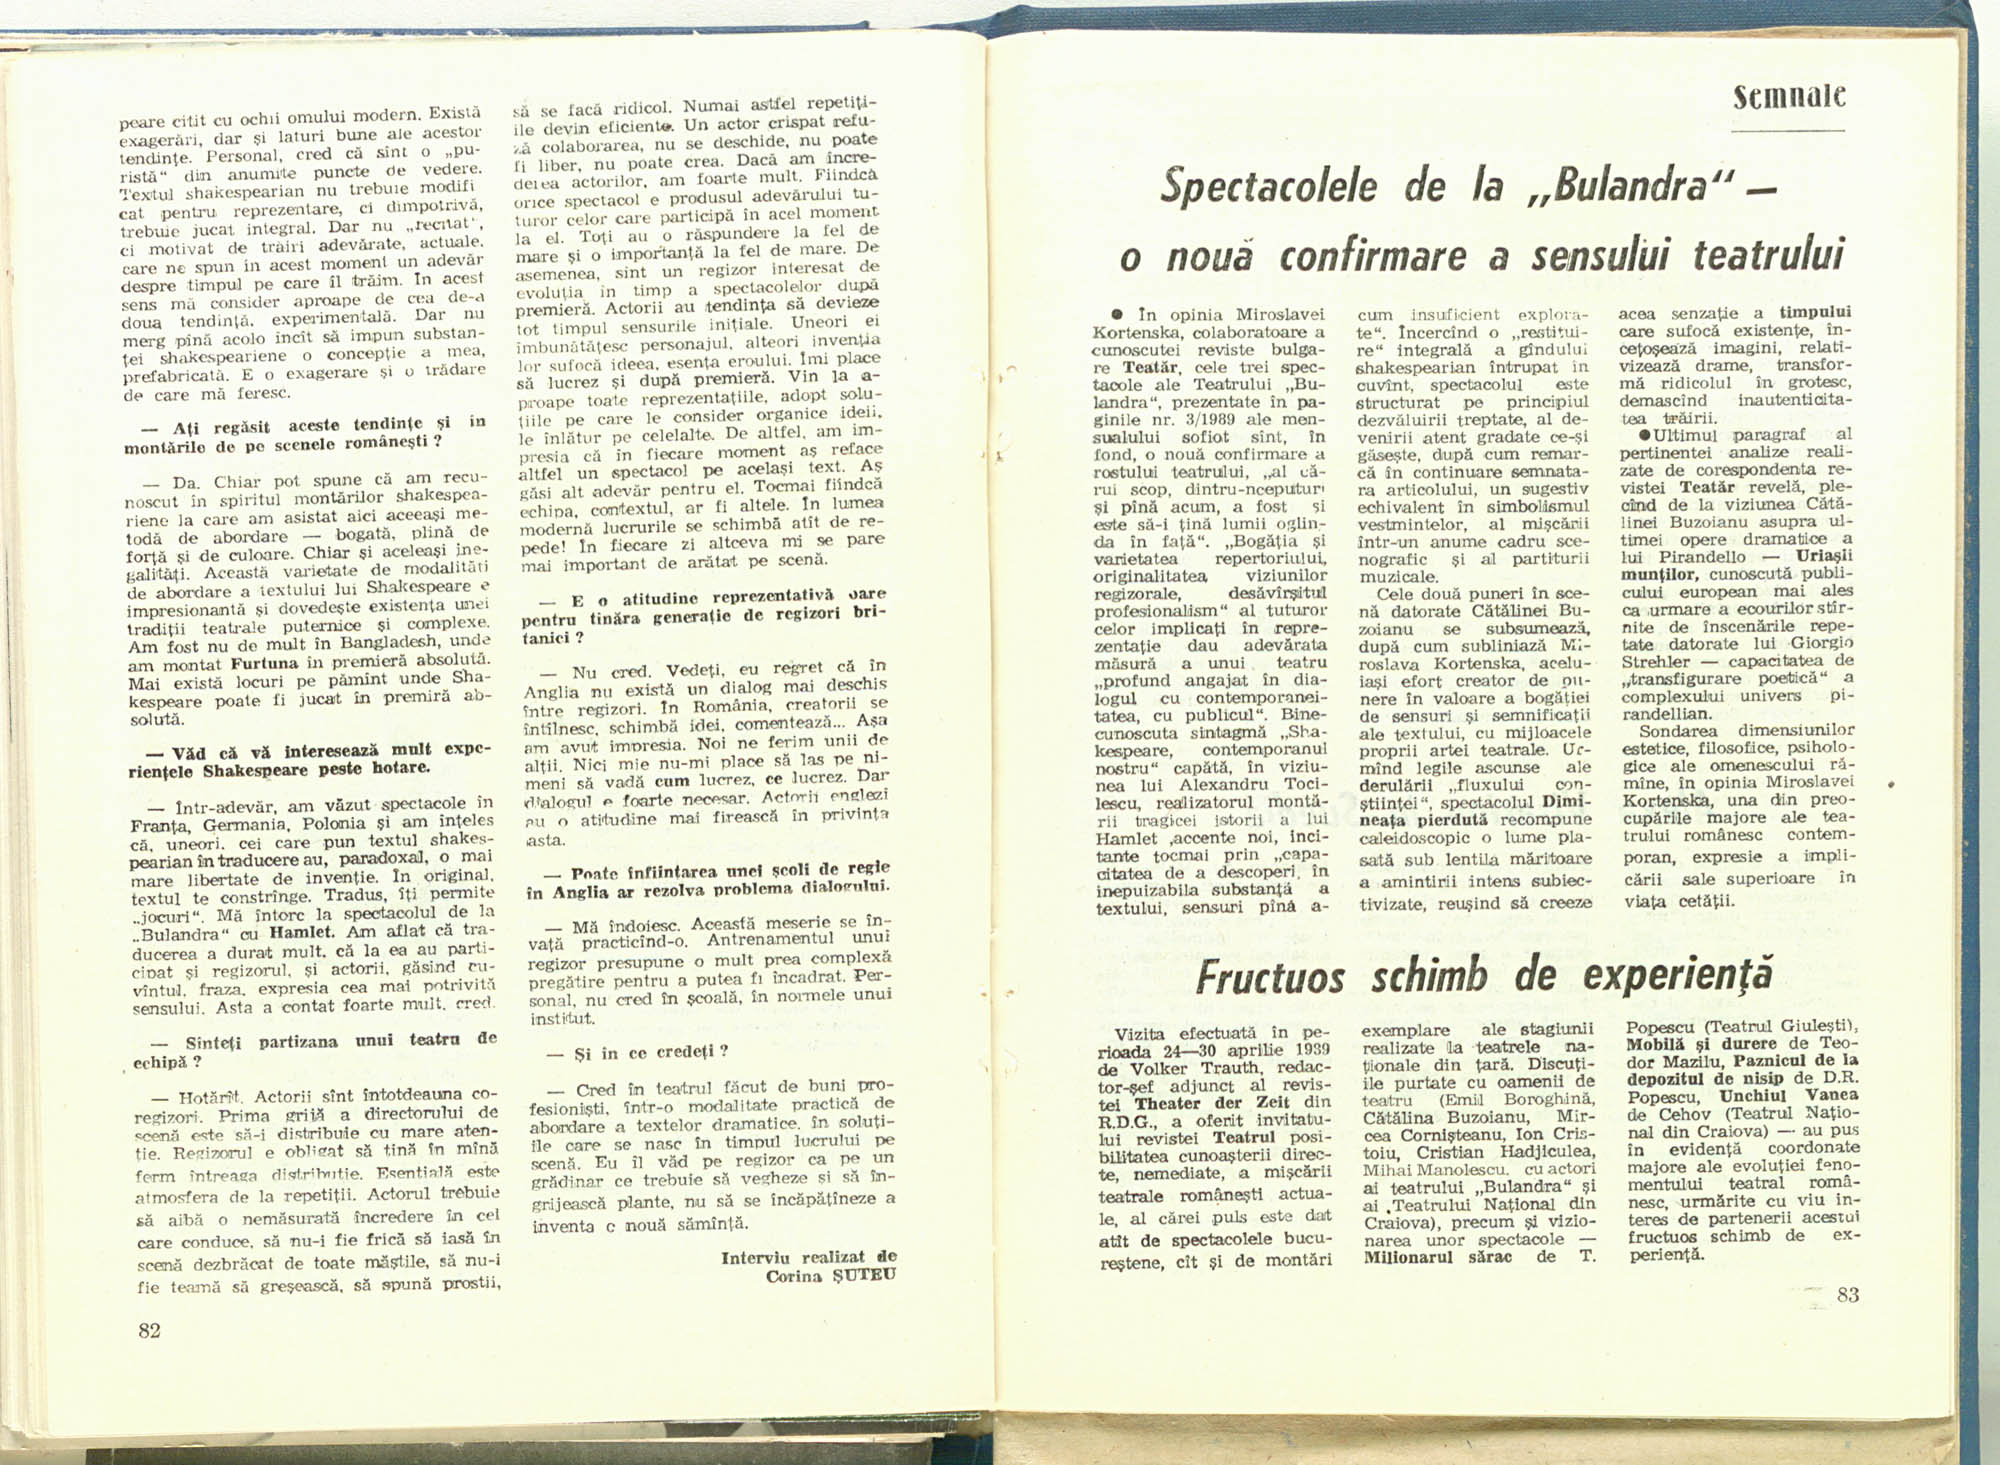 peare citit cu ochii omului modern. Există
exagerări, dar și laturi bune ale acestor
tendințe. Personal, cred că sînt o „pu-
ristă“ din anumite puncte de vedere.
Textul shakespearian nu trebuie modifi
cat pentru reprezentare, ci dimpotrivă,
trebuie jucat integral. Dar nu „recitat“,
ci motivat de trăiri adevărate, actuale,
care ne spun în acest moment un adevăr
despre timpul pe care îl trăim. În acest
sens mă consider aproape de cea de-a
doua tendință, experimentală. Dar nu
merg pînă acolo încît să impun substan-
ței shakespeariene o concepție a mea,
prefabricată. E o exagerare și o trădare
de care mă feresc.
— Ați regăsit aceste tendințe și în
montările de pe scenele românești ?
— Da. Chiar pot spune că am recu-
noscut în spiritul montărilor shakespea-
riene la care am asistat aici aceeași me-
todă de abordare — bogată, plină de
forță și de culoare. Chiar și aceleași ine-
galități. Această varietate de modalități
de abordare a textului lui Shakespeare e
impresionantă și dovedește existența unei
tradiții teatrale puternice și complexe.
Am fost nu de mult în Bangladesh, unde
am montat Furtuna în premieră absolută.
Mai există locuri pe pămînt unde Sha-
kespeare poate fi jucat în premiră ab-
solută.
— Văd că vă interesează mult expe-
riențele Shakespeare peste hotare.
— Într-adevăr, am văzut spectacole în
Franța, Germania, Polonia și am înțeles
că, uneori, cei care pun textul shakes-
pearian în traducere au, paradoxal, o mai
mare libertate de invenție. În original,
textul te constrînge. Tradus, îți permite
„jocuri“. Mă întorc la spectacolul de la
„Bulandra“ cu Hamlet. Am aflat că tra-
ducerea a durat mult, că la ea au parti-
cipat și regizorul, și actorii, găsind cu-
vîntul, fraza, expresia cea mai potrivită
sensului. Asta a contat foarte mult, cred.
— Sînteți partizana unui teatru de
echipă ?
— Hotărît. Actorii sînt întotdeauna co-
regizori. Prima grijă a directorului de
scenă este să-i distribuie cu mare aten-
ție. Regizorul e obligat să țină în mînă
ferm întreaga distribuție. Esențială este
atmosfera de la repetiții. Actorul trebuie
să aibă o nemăsurată încredere în cel
care conduce, să nu-i fie frică să iasă în
scenă dezbrăcat de toate măștile, să nu-i
fie teamă să greșească, să spună prostii,
82
să se facă ridicol. Numai astfel repetiți-
ile devin eficiente. Un actor crispat refu-
ză colaborarea, nu se deschide, nu poate
fi liber, nu poate crea. Dacă am încre-
derea actorilor, am foarte mult. Fiindcă
orice spectacol e produsul adevărului tu-
turor celor care participă în acel moment
la el. Toți au o răspundere la fel de
mare și o importanță la fel de mare. De
asemenea, sînt un regizor interesat de
evoluția în timp a spectacolelor după
premieră. Actorii au tendința să devieze
tot timpul sensurile inițiale. Uneori ei
îmbunătățesc personajul, alteori invenția
lor sufocă ideea, esența eroului. Îmi place
să lucrez și după premieră. Vin la a-
proape toate reprezentațiile, adopt solu-
țiile pe care le consider organice ideii,
le înlătur pe celelalte. De altfel, am im-
presia că în fiecare moment aș reface
altfel un spectacol pe același text. Aș
găsi alt adevăr pentru el. Tocmai fiindcă
echipa, contextul, ar fi altele. În lumea
modernă lucrurile se schimbă atît de re-
pede! În fiecare zi altceva mi se pare
mai important de arătat pe scenă.
— E o atitudine reprezentativă oare
pentru tînăra generație de regizori bri-
tanici ?
— Nu cred. Vedeți, eu regret că în
Anglia nu există un dialog mai deschis
între regizori. În România, creatorii se
întîlnesc, schimbă idei, comentează... Așa
am avut impresia. Noi ne ferim unii de
alții. Nici mie nu-mi place să las pe ni-
meni să vadă cum lucrez, ce lucrez. Dar
dialogul e foarte necesar. Actorii englezi
au o atitudine mai firească în privința
asta.
— Poate înființarea unei școli de regie
în Anglia ar rezolva problema dialogului.
— Mă îndoiesc. Această meserie se în-
vață practicînd-o. Antrenamentul unui
regizor presupune o mult prea complexă
pregătire pentru a putea fi încadrat. Per-
sonal, nu cred în școală, în normele unui
institut.
— Și în ce credeți ?
— Cred în teatrul făcut de buni pro-
fesioniști, într-o modalitate practică de
abordare a textelor dramatice, în soluți-
ile care se nasc în timpul lucrului pe
scenă. Eu îl văd pe regizor ca pe un
grădinar ce trebuie să vegheze și să în-
grijească plante, nu să se încăpățîneze a
inventa o nouă sămînță.
Interviu realizat de
Corina ȘUTEU
Semnale
Spectacolele de la „Bulandra“ —
o nouă confirmare a sensului teatrului
● În opinia Miroslavei
Kortenska, colaboratoare a
cunoscutei reviste bulga-
re Teatăr, cele trei spec-
tacole ale Teatrului „Bu-
landra“, prezentate în pa-
ginile nr. 3/1989 ale men-
sualului sofiot sînt, în
fond, o nouă confirmare a
rostului teatrului, „al că-
rui scop, dintru-nceputuri
și pînă acum, a fost și
este să-i țină lumii oglin-
da în față“. „Bogăția și
varietatea repertoriului,
originalitatea viziunilor
regizorale, desăvîrșitul
profesionalism“ al tuturor
celor implicați în repre-
zentație dau adevărata
măsură a unui teatru
„profund angajat în dia-
logul cu contemporanei-
tatea, cu publicul“. Bine-
cunoscuta sintagmă „Sha-
kespeare, contemporanul
nostru“ capătă, în viziu-
nea lui Alexandru Toci-
lescu, realizatorul montă-
rii tragicei istorii a lui
Hamlet ,accente noi, inci-
tante tocmai prin „capa-
citatea de a descoperi, în
inepuizabila substanță a
textului, sensuri pînă a-
cum insuficient explora-
te“. Încercînd o „restitui-
re“ integrală a gîndului
shakespearian întrupat în
cuvînt, spectacolul este
structurat pe principiul
dezvăluirii treptate, al de-
venirii atent gradate ce-și
găsește, după cum remar-
că în continuare semnata-
ra articolului, un sugestiv
echivalent în simbolismul
vestmintelor, al mișcării
într-un anume cadru sce-
nografic și al partiturii
muzicale.
Cele două puneri în sce-
nă datorate Cătălinei Bu-
zoianu se subsumează,
după cum subliniază Mi-
roslava Kortenska, acelu-
iași efort creator de pu-
nere în valoare a bogăției
de sensuri și semnificații
ale textului, cu mijloacele
proprii artei teatrale. Ur-
mînd legile ascunse ale
derulării „fluxului con-
științei“, spectacolul Dimi-
neața pierdută recompune
caleidoscopic o lume pla-
sată sub lentila măritoare
a amintirii intens subiec-
tivizate, reușind să creeze
acea senzație a timpului
care sufocă existențe, în-
cețoșează imagini, relati-
vizează drame, transfor-
mă ridicolul în grotesc,
demascînd inautenticita-
tea trăirii.
●Ultimul paragraf al
pertinentei analize reali-
zate de corespondenta re-
vistei Teatăr revelă, ple-
cînd de la viziunea Cătă-
linei Buzoianu asupra ul-
timei opere dramatice a
lui Pirandello — Uriașii
munților, cunoscută publi-
cului european mai ales
ca urmare a ecourilor stîr-
nite de înscenările repe-
tate datorate lui Giorgio
Strehler — capacitatea de
„transfigurare poetică“ a
complexului univers pi-
randellian.
Sondarea dimensiunilor
estetice, filosofice, psiholo-
gice ale omenescului ră-
mîne, în opinia Miroslavei
Kortenska, una din preo-
cupările majore ale tea-
trului românesc contem-
poran, expresie a impli-
cării sale superioare în
viața cetății.
Fructuos schimb de experiență
Vizita efectuată în pe-
rioada 24—30 aprilie 1989
de Volker Trauth, redac-
tor-șef adjunct al revis-
tei Theater der Zeit din
R.D.G., a oferit invitatu-
lui revistei Teatrul posi-
bilitatea cunoașterii direc-
te, nemediate, a mișcării
teatrale românești actua-
le, al cărei puls este dat
atît de spectacolele bucu-
reștene, cît și de montări
exemplare ale stagiunii
realizate la teatrele na-
ționale din țară. Discuți-
ile purtate cu oamenii de
teatru (Emil Boroghină,
Cătălina Buzoianu, Mir-
cea Cornișteanu, Ion Cris-
toiu, Cristian Hadjiculea,
Mihai Manolescu, cu actori
ai teatrului „Bulandra“ și
ai Teatrului Național din
Craiova), precum și vizio-
narea unor spectacole —
Milionarul sărac de T.
Popescu (Teatrul Giulești),
Mobilă și durere de Teo-
dor Mazilu, Paznicul de la
depozitul de nisip de D.R.
Popescu, Unchiul Vanea
de Cehov (Teatrul Națio-
nal din Craiova) — au pus
în evidență coordonate
majore ale evoluției feno-
mentului teatral româ-
nesc, urmărite cu viu in-
teres de partenerii acestui
fructuos schimb de ex-
periență.
83